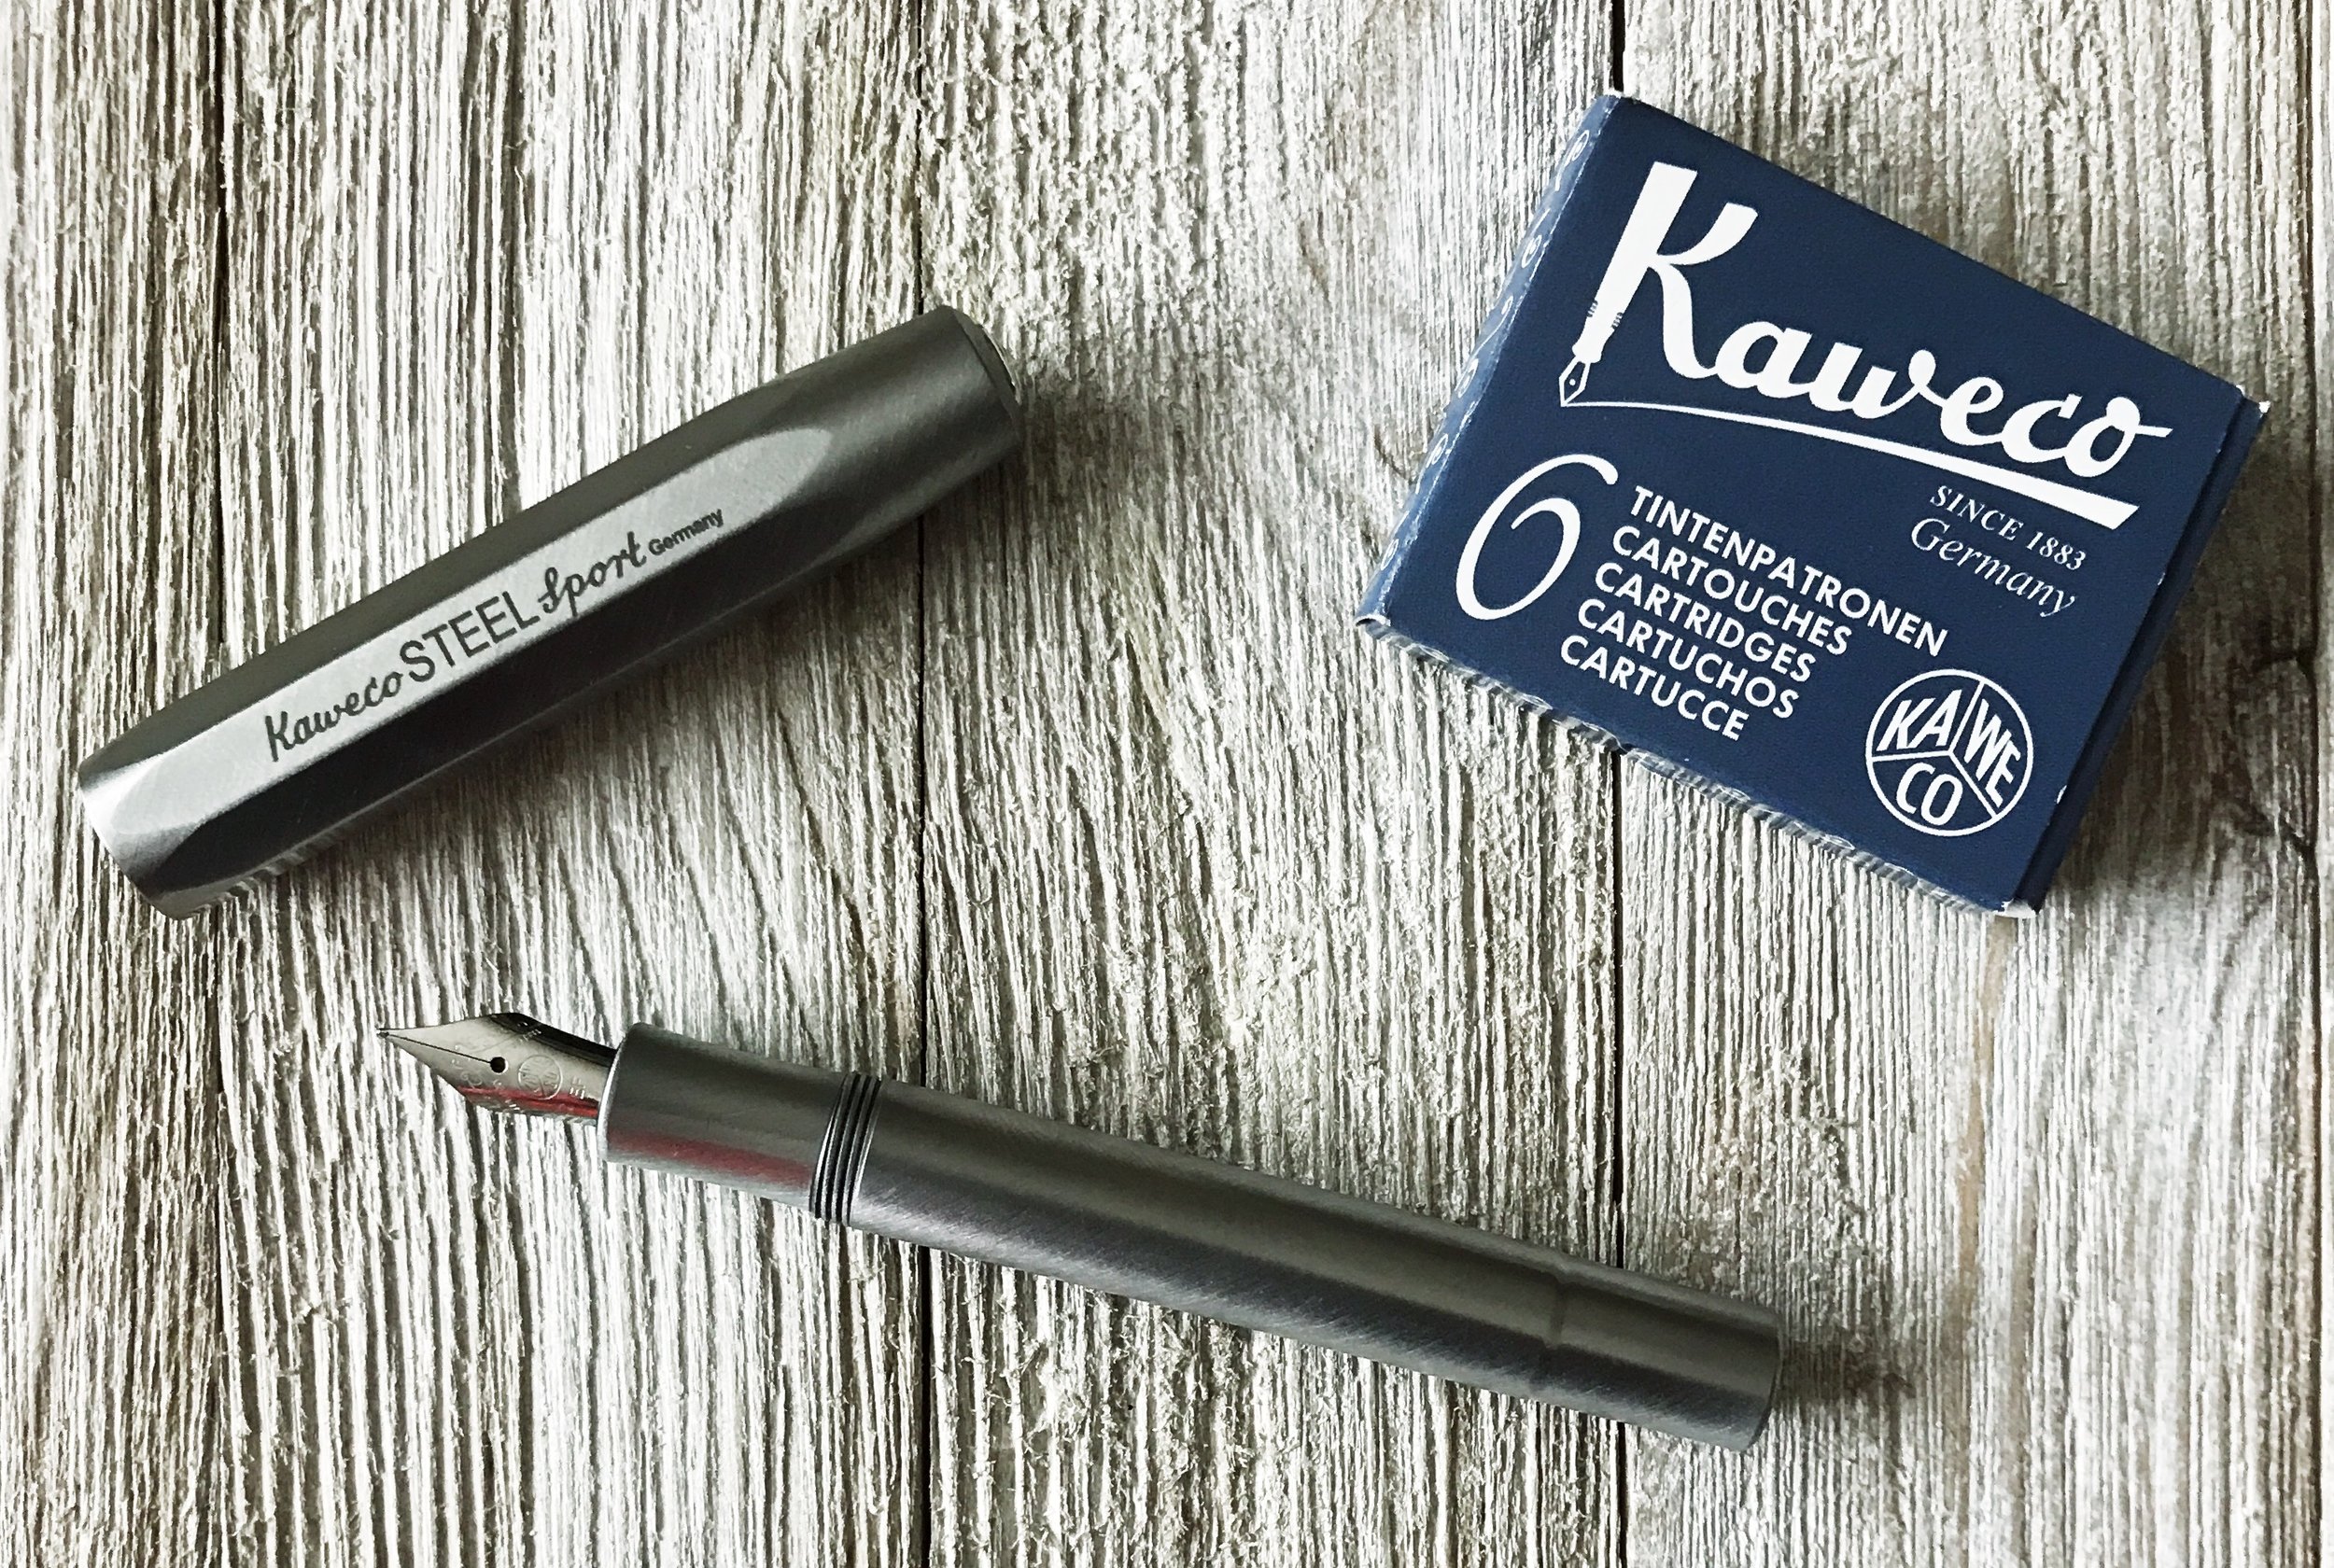 Kaweco STEEL Sport Germany
Kaweco
SINCE 1883
Germany
6
TINTENPATRONEN
CARTOUCHES
CARTRIDGES
CARTUCHOS
CARTUCCE
KA WE
CO